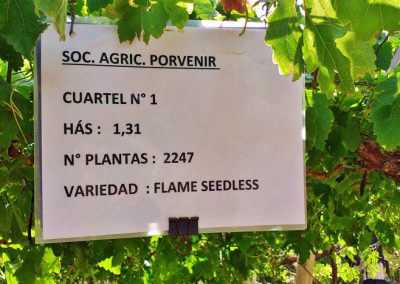 SOC. AGRIC. PORVENIR
CUARTEL N° 1
HÁS : 1,31
N° PLANTAS : 2247
VARIEDAD : FLAME SEEDLESS